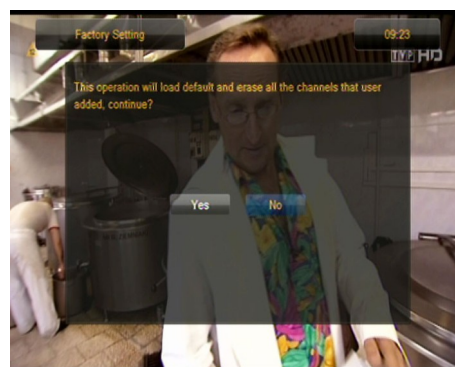 Factory Setting
09:23
TVP HD
This operation will load default and erase all the channels that user
added, continue?
Yes
No